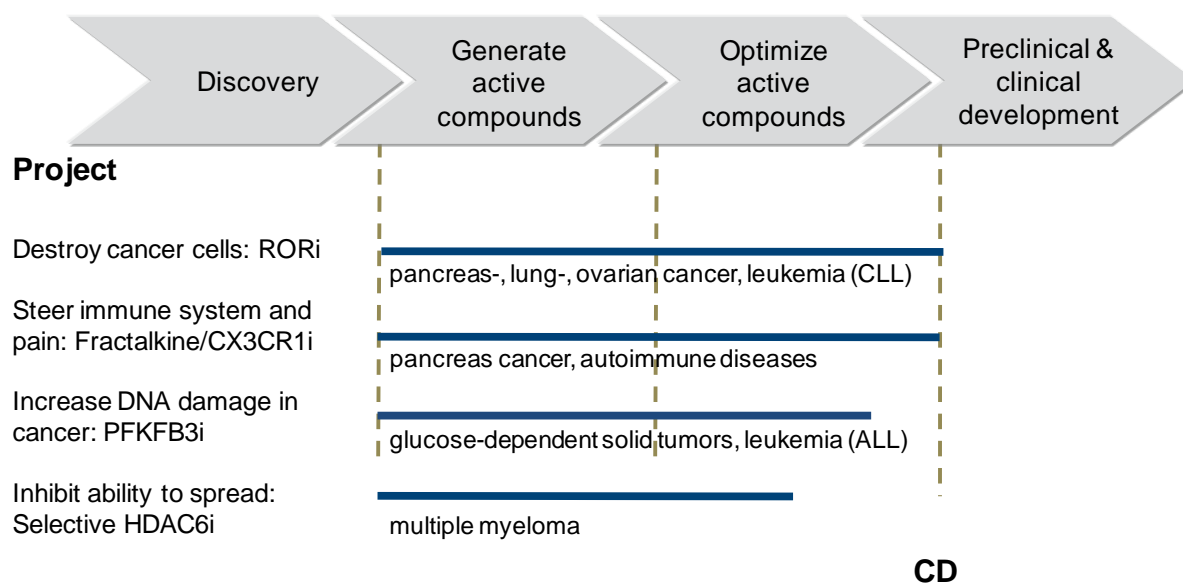 Discovery
Generate
active
compounds
Optimize
active
compounds
Preclinical &
clinical
development
Project
Destroy cancer cells: RORi
pancreas-, lung-, ovarian cancer, leukemia (CLL)
Steer immune system and
pain: Fractalkine/CX3CR1i
pancreas cancer, autoimmune diseases
Increase DNA damage in
cancer: PFKFB3i
glucose-dependent solid tumors, leukemia (ALL)
Inhibit ability to spread:
Selective HDAC6i
multiple myeloma
CD